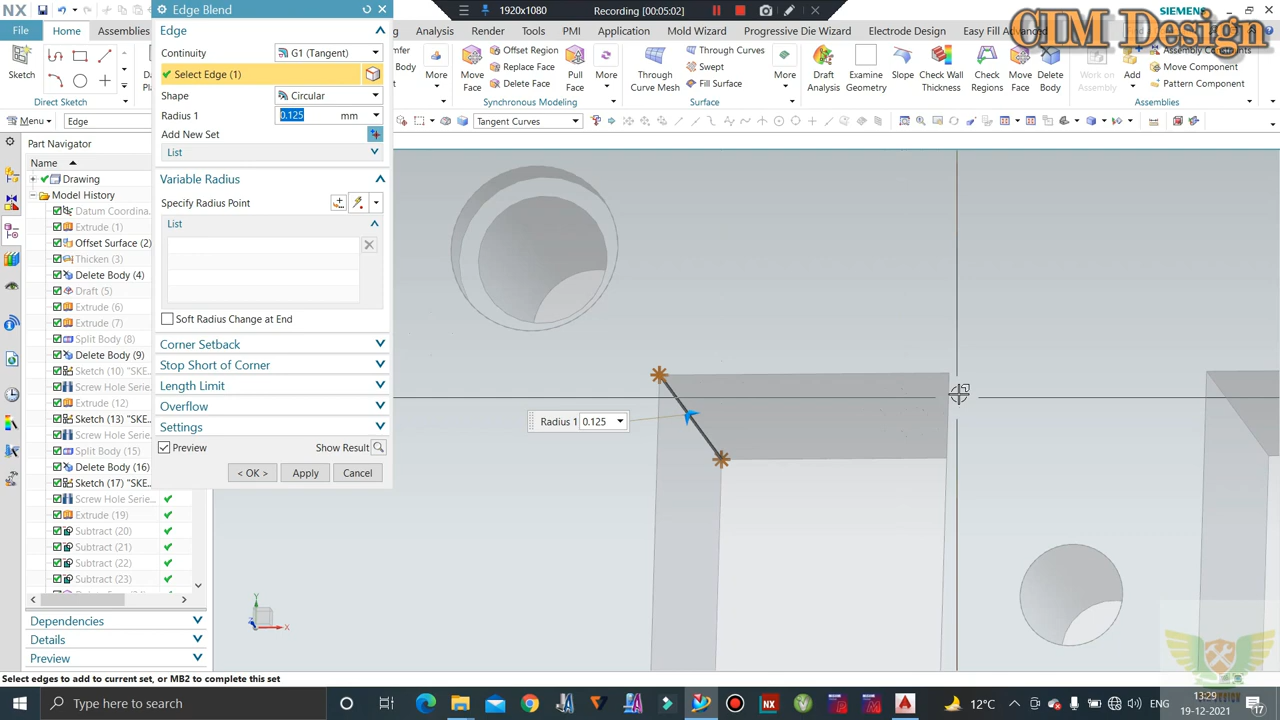 NX
Edge Blend
1920x1080
Recording [00:05:02]
SIEMENS
CIM Design
File
Home
Assemblies
Analysis
Render
Tools
PMI
Application
Mold Wizard
Progressive Die Wizard
Electrode Design
Easy Fill Advanced
Sketch
Direct Sketch
More
Edge Region
Replace Face
Delete Face
Move Face
Pull Face
More
Synchronous Modeling
Through Curve Mesh
Through Curves
Swept
Fill Surface
More
Surface
Draft Analysis
Examine Geometry
Slope
Check Wall Thickness
Check Regions
Move Face
Delete Body
Work on Assembly
Add
Assembly Constraints
Move Component
Pattern Component
Assemblies
Menu
Edge
Tangent Curves
Edge
Continuity
G1 (Tangent)
Select Edge (1)
Shape
Circular
Radius 1
0.125
mm
Add New Set
List
Variable Radius
Specify Radius Point
List
Soft Radius Change at End
Corner Setback
Stop Short of Corner
Length Limit
Overflow
Settings
Preview
Show Result
< OK >
Apply
Cancel
Part Navigator
Name
Drawing
Model History
Datum Coordina...
Extrude (1)
Offset Surface (2)
Thicken (3)
Delete Body (4)
Draft (5)
Extrude (6)
Extrude (7)
Split Body (8)
Delete Body (9)
Sketch (10) "SKE...
Screw Hole Serie...
Extrude (12)
Sketch (13) "SKE...
Screw Hole Serie...
Split Body (15)
Delete Body (16)
Sketch (17) "SKE...
Screw Hole Serie...
Extrude (19)
Subtract (20)
Subtract (21)
Subtract (22)
Subtract (23)
Dependencies
Details
Preview
Radius 1
0.125
Y
X
Select edges to add to current set, or MB2 to complete this set
Type here to search
12°C
13:29
19-12-2021
17